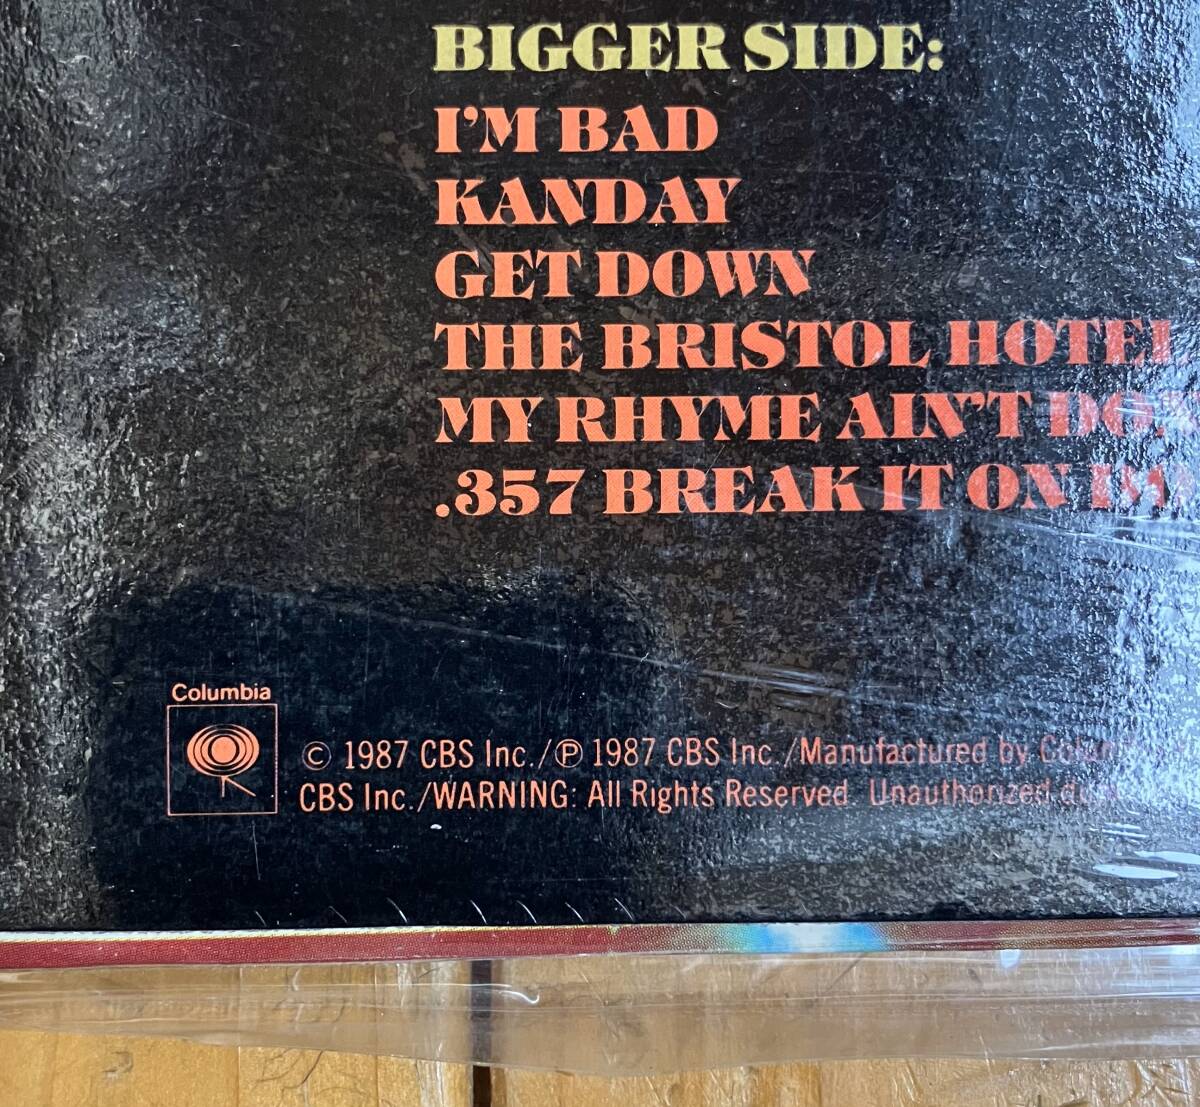 BIGGER SIDE:
I'M BAD
KANDAY
GET DOWN
THE BRISTOL HOTEL
MY RHYME AIN'T
.357 BREAK IT ON
Columbia
© 1987 CBS Inc./℗ 1987 CBS Inc./Manufactured by
CBS Inc./WARNING: All Rights Reserved. Unauthorized